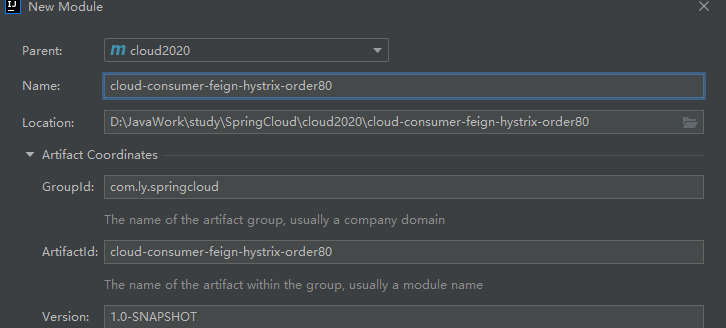 New Module
Parent: m cloud2020
Name: cloud-consumer-feign-hystrix-order80
Location: D:\JavaWork\study\SpringCloud\cloud2020\cloud-consumer-feign-hystrix-order80
Artifact Coordinates
GroupId: com.ly.springcloud
The name of the artifact group, usually a company domain
ArtifactId: cloud-consumer-feign-hystrix-order80
The name of the artifact within the group, usually a module name
Version: 1.0-SNAPSHOT